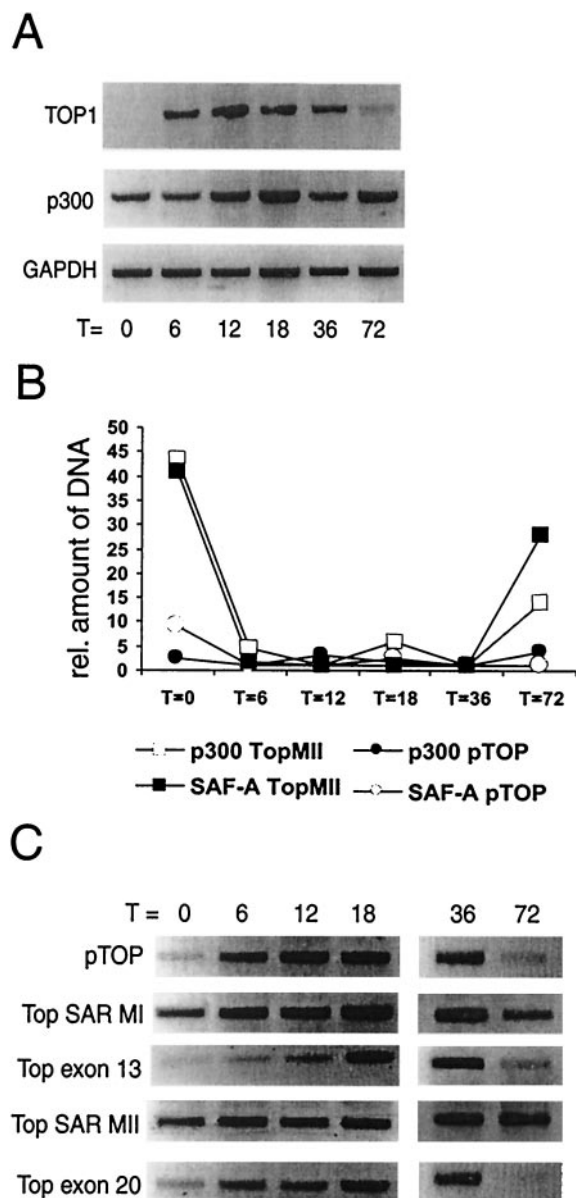 A
TOP1
p300
GAPDH
T= 0 6 12 18 36 72
B
rel. amount of DNA
50
45
40
35
30
25
20
15
10
5
0
T=0 T=6 T=12 T=18 T=36 T=72
p300 TopMII p300 pTOP
SAF-A TopMII SAF-A pTOP
C
T = 0 6 12 18 36 72
pTOP
Top SAR MI
Top exon 13
Top SAR MII
Top exon 20